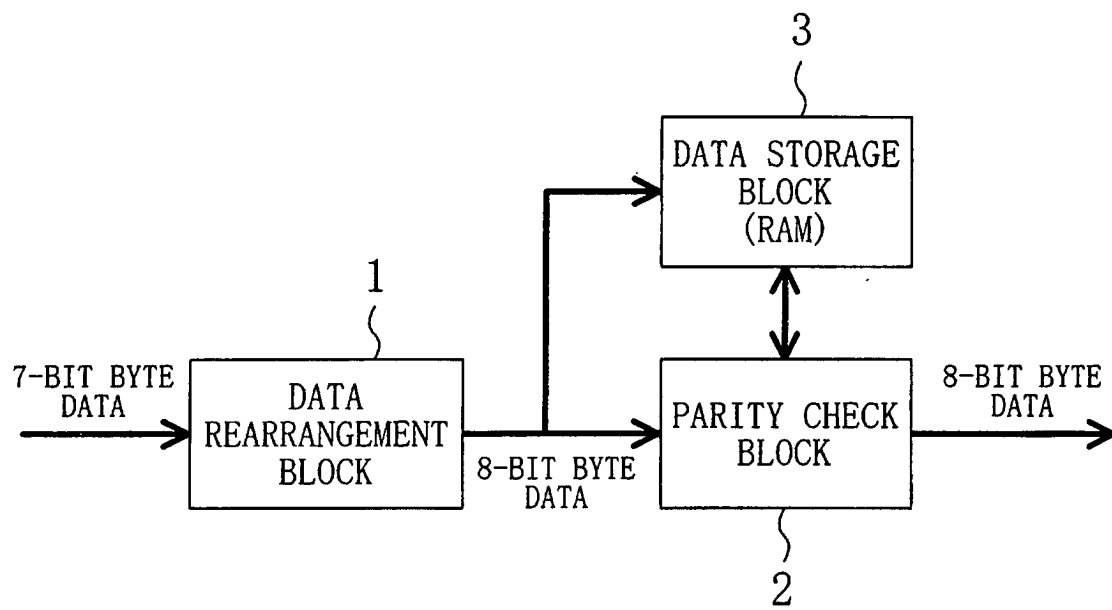 3
DATA STORAGE
BLOCK
(RAM)
1
7-BIT BYTE
DATA
DATA
REARRANGEMENT
BLOCK
8-BIT BYTE
DATA
PARITY CHECK
BLOCK
8-BIT BYTE
DATA
2